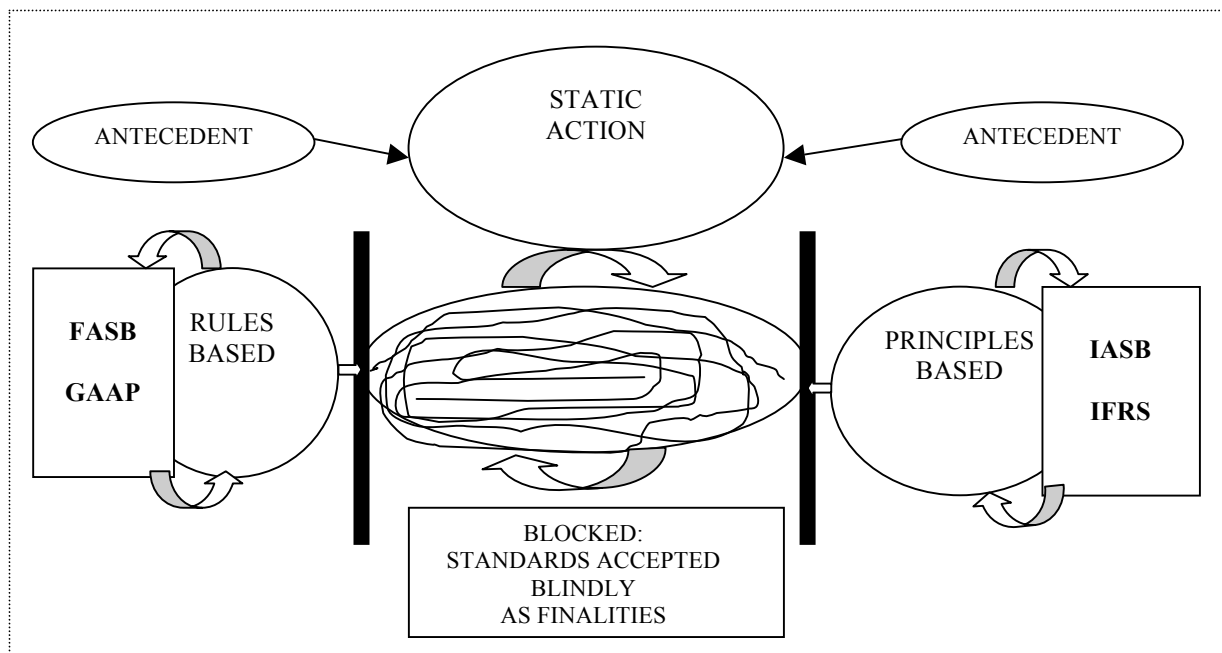 STATIC
ACTION
ANTECEDENT
ANTECEDENT
FASB
GAAP
RULES
BASED
PRINCIPLES
BASED
IASB
IFRS
BLOCKED:
STANDARDS ACCEPTED
BLINDLY
AS FINALITIES